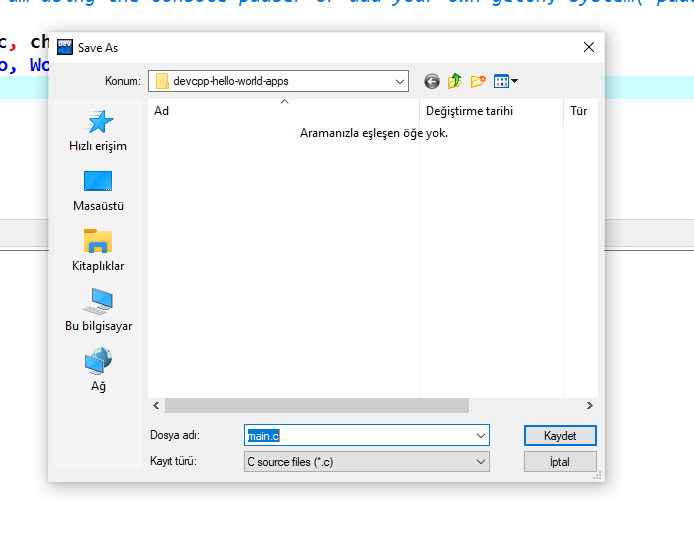 using the console pauser or add your own getch, system("pau
c, ch
o, Wo
DEV
Save As
Konum:
devcpp-hello-world-apps
Ad
Değiştirme tarihi
Tür
Aramanızla eşleşen öğe yok.
Hızlı erişim
Masaüstü
Kitaplıklar
Bu bilgisayar
Ağ
Dosya adı:
main.c
Kaydet
Kayıt türü:
C source files (*.c)
İptal